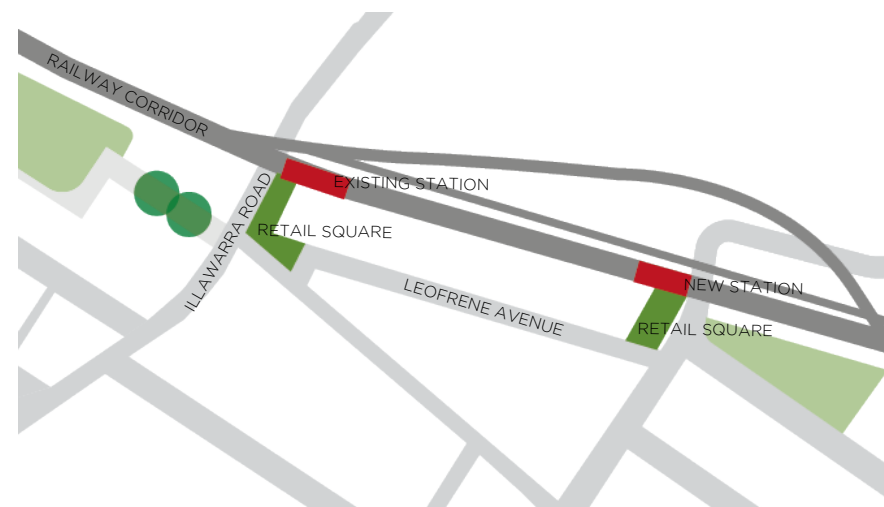 RAILWAY CORRIDOR
EXISTING STATION
ILLAWARRA ROAD
RETAIL SQUARE
LEOFRENE AVENUE
NEW STATION
RETAIL SQUARE